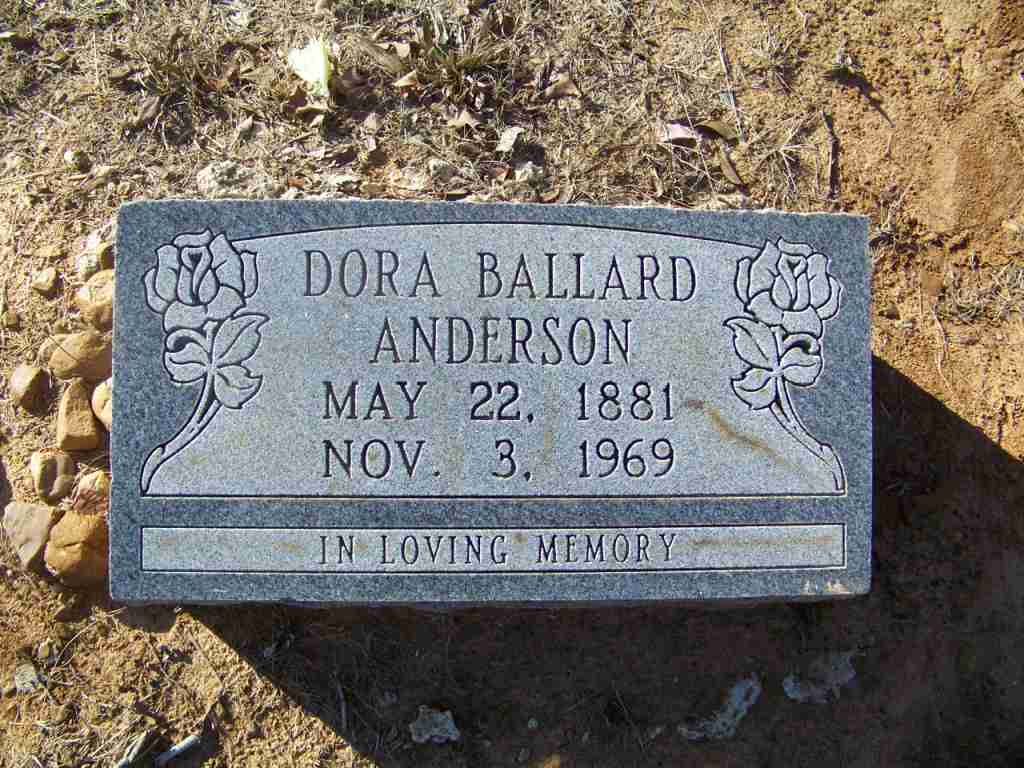 DORA BALLARD
ANDERSON
MAY 22, 1881
NOV. 3, 1969
IN LOVING MEMORY